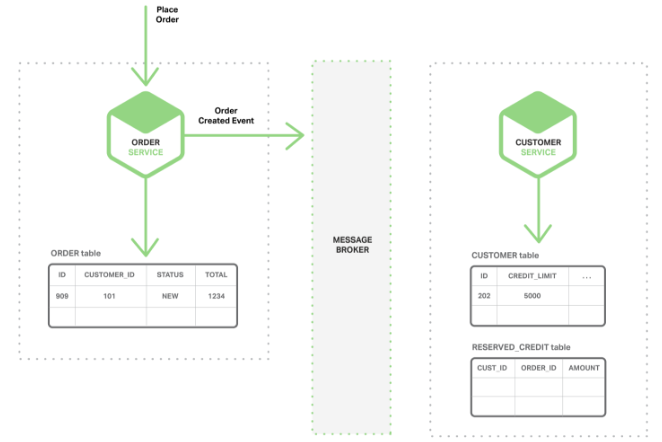 Place
Order
Order
Created Event
ORDER
SERVICE
ORDER table
ID CUSTOMER_ID STATUS TOTAL
909 101 NEW 1234
MESSAGE
BROKER
CUSTOMER
SERVICE
CUSTOMER table
ID CREDIT_LIMIT ...
202 5000
RESERVED_CREDIT table
CUST_ID ORDER_ID AMOUNT